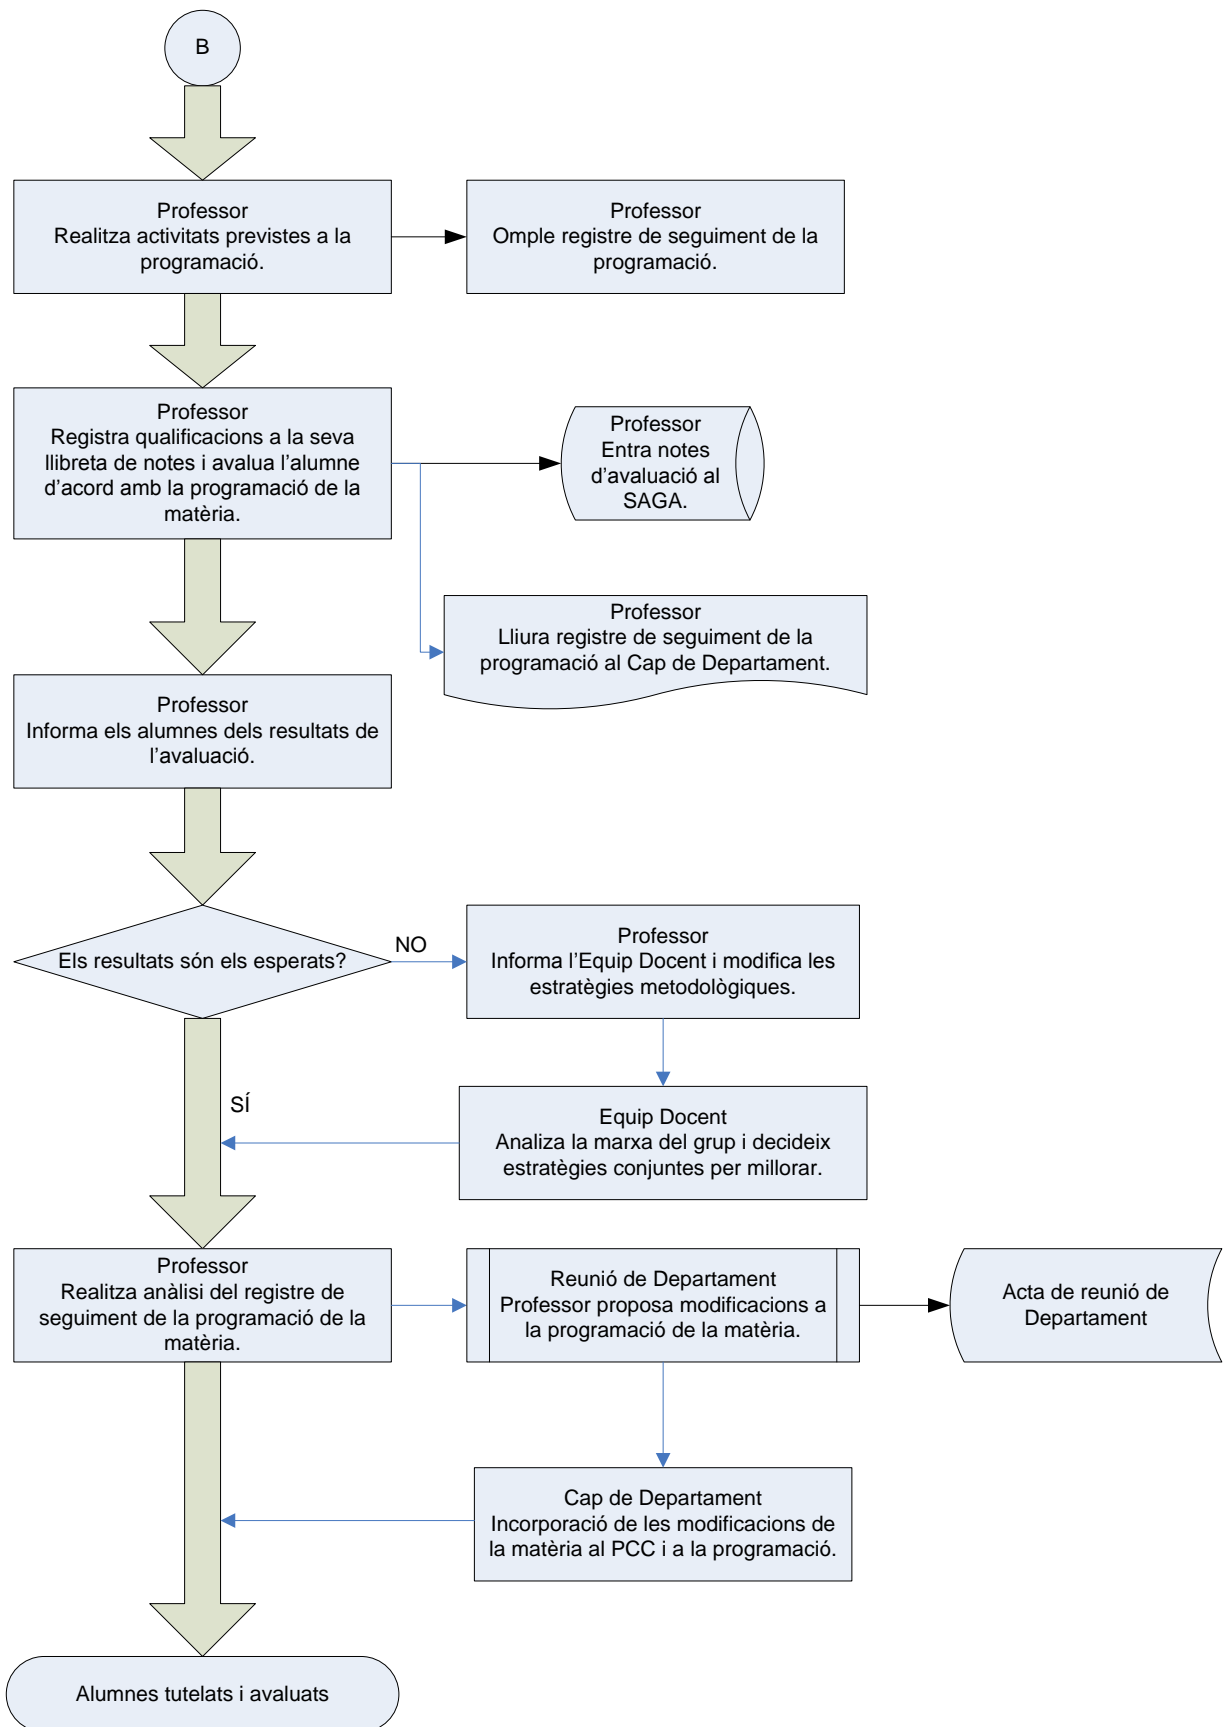 B
Professor
Realitza activitats previstes a la
programació.
Professor
Omple registre de seguiment de la
programació.
Professor
Registra qualificacions a la seva
llibreta de notes i avalua l’alumne
d’acord amb la programació de la
matèria.
Professor
Entra notes
d’avaluació al
SAGA.
Professor
Lliura registre de seguiment de la
programació al Cap de Departament.
Professor
Informa els alumnes dels resultats de
l’avaluació.
Els resultats són els esperats?
NO
Professor
Informa l’Equip Docent i modifica les
estratègies metodològiques.
SÍ
Equip Docent
Analiza la marxa del grup i decideix
estratègies conjuntes per millorar.
Professor
Realitza anàlisi del registre de
seguiment de la programació de la
matèria.
Reunió de Departament
Professor proposa modificacions a
la programació de la matèria.
Acta de reunió de
Departament
Cap de Departament
Incorporació de les modificacions de
la matèria al PCC i a la programació.
Alumnes tutelats i avaluats